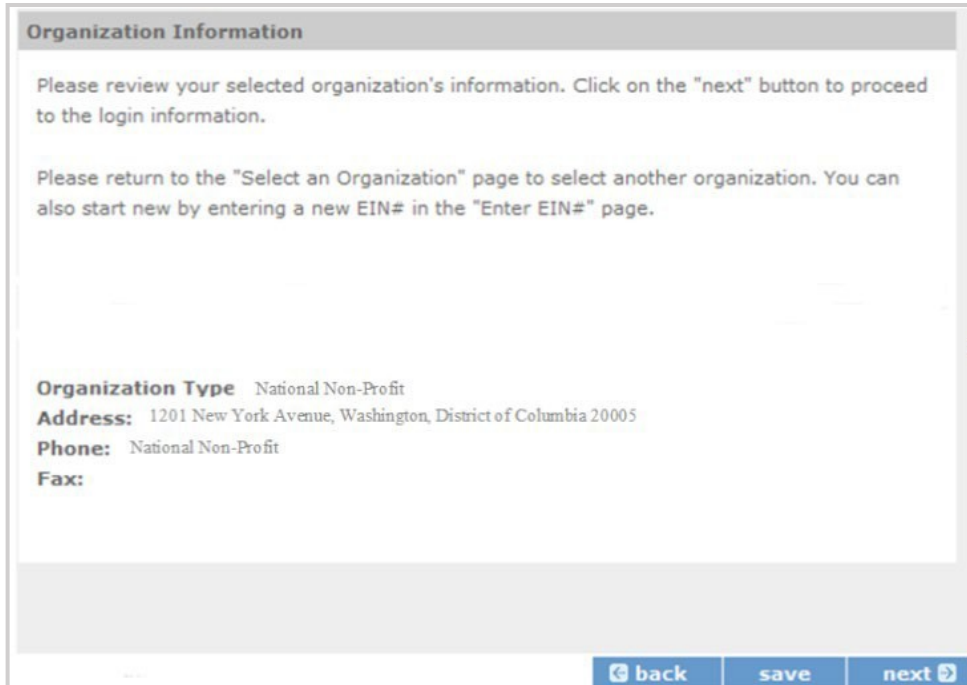 Organization Information
Please review your selected organization's information. Click on the "next" button to proceed
to the login information.
Please return to the "Select an Organization" page to select another organization. You can
also start new by entering a new EIN# in the "Enter EIN#" page.
Organization Type National Non-Profit
Address: 1201 New York Avenue, Washington, District of Columbia 20005
Phone: National Non-Profit
Fax:
back save next